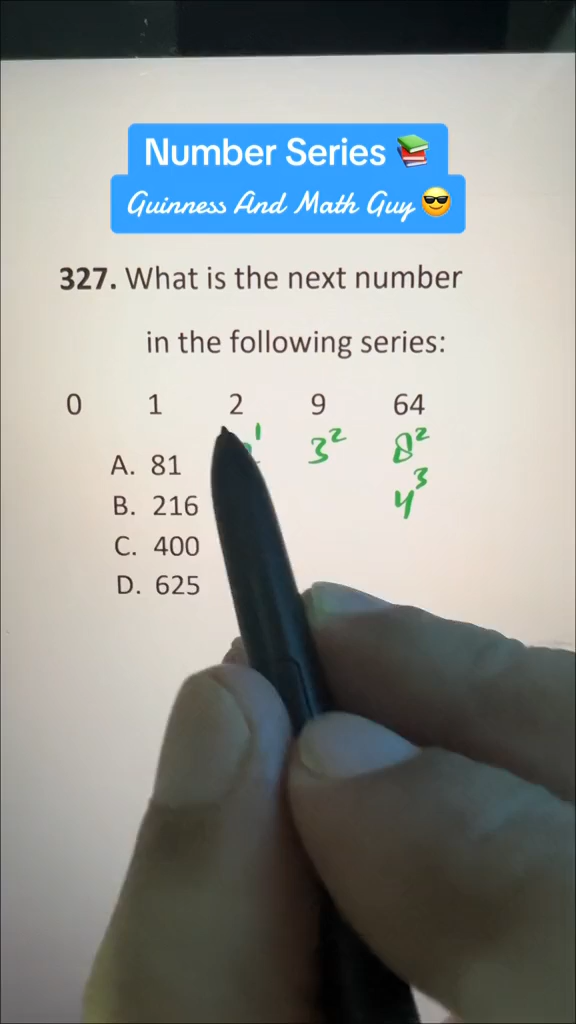 Number Series 📚
Guinness And Math Guy 😎
327. What is the next number
in the following series:
0 1 2 9 64
1 3² 8²
4³
A. 81
B. 216
C. 400
D. 625